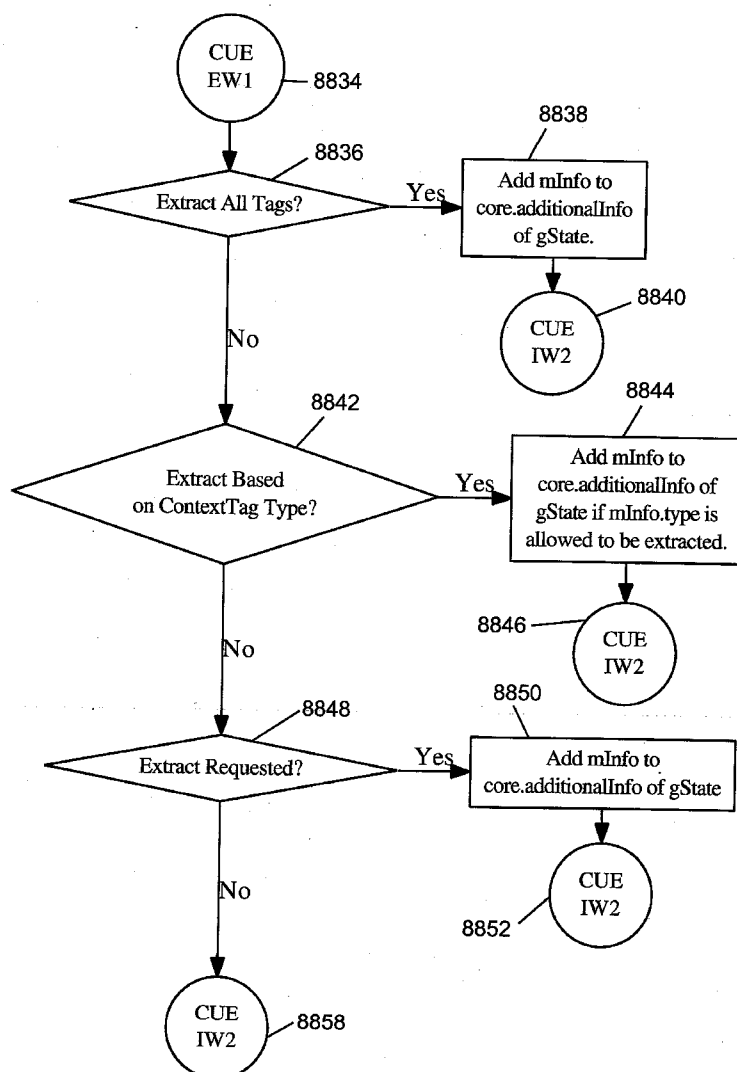 CUE
EW1
8834
8836
8838
Extract All Tags?
Yes
Add mInfo to
core.additionalInfo
of gState.
8840
CUE
IW2
No
8842
8844
Extract Based
on ContextTag Type?
Yes
Add mInfo to
core.additionalInfo of
gState if mInfo.type is
allowed to be extracted.
8846
CUE
IW2
No
8848
8850
Extract Requested?
Yes
Add mInfo to
core.additionalInfo of gState
CUE
IW2
8852
No
CUE
IW2
8858